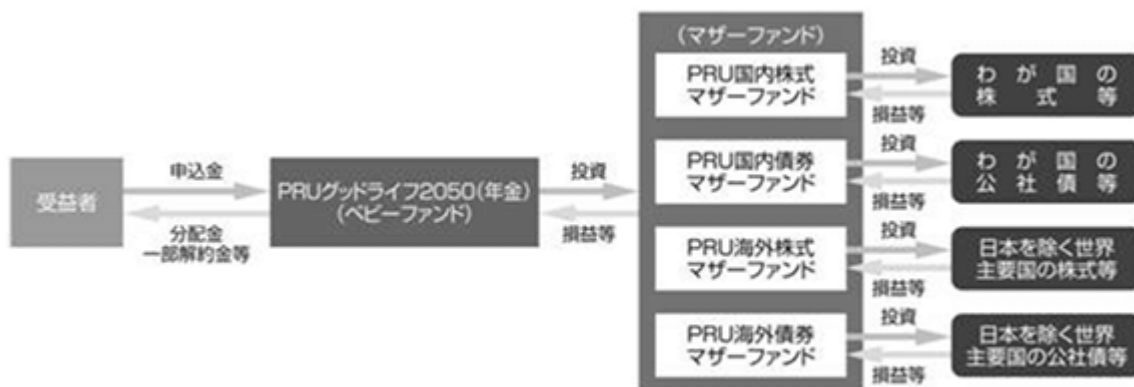 受益者
申込金
分配金
一部解約金等
PRUグッドライフ2050(年金)
(ベビーファンド)
投資
損益等
(マザーファンド)
PRU国内株式
マザーファンド
投資
損益等
わが国の
株式等
PRU国内債券
マザーファンド
投資
損益等
わが国の
公社債等
PRU海外株式
マザーファンド
投資
損益等
日本を除く世界
主要国の株式等
PRU海外債券
マザーファンド
投資
損益等
日本を除く世界
主要国の公社債等